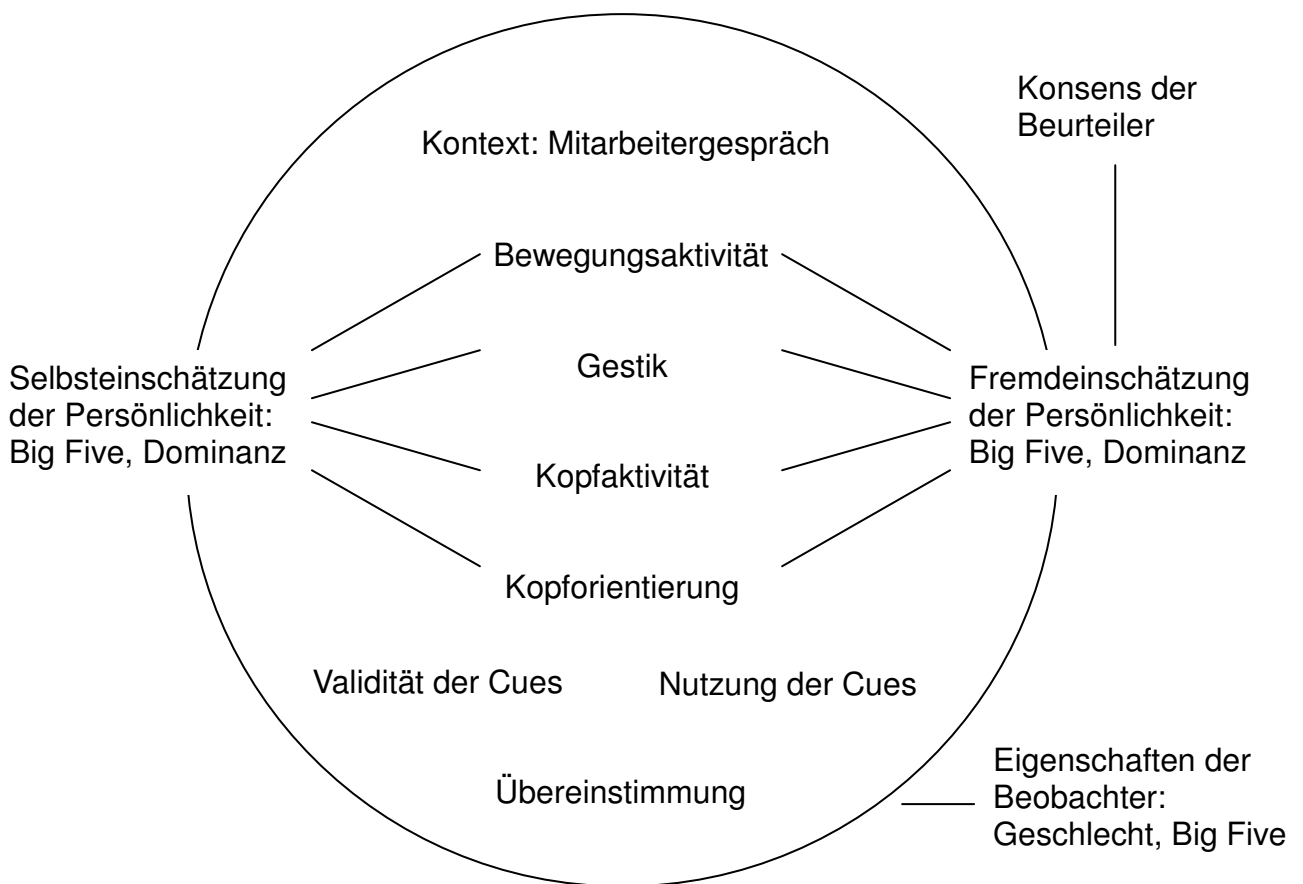 Konsens der
Beurteiler
Kontext: Mitarbeitergespräch
Bewegungsaktivität
Gestik
Kopfaktivität
Kopforientierung
Selbsteinschätzung
der Persönlichkeit:
Big Five, Dominanz
Fremdeinschätzung
der Persönlichkeit:
Big Five, Dominanz
Validität der Cues
Nutzung der Cues
Übereinstimmung
Eigenschaften der
Beobachter:
Geschlecht, Big Five